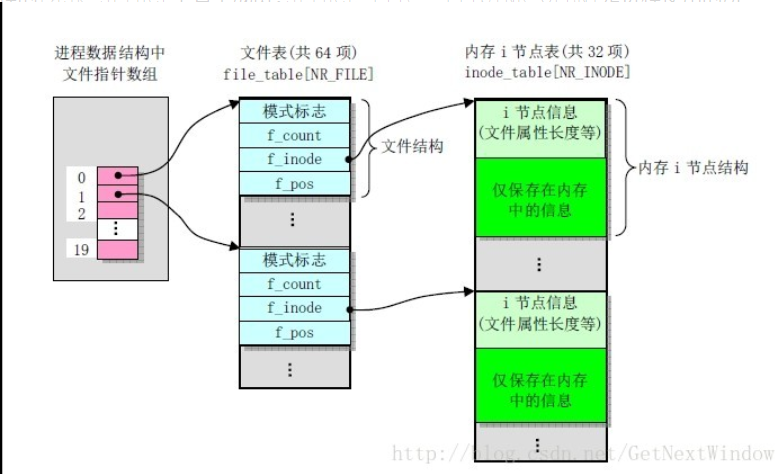 进程数据结构中
文件指针数组
0
1
2
⋮
19
文件表(共 64 项)
file_table[NR_FILE]
模式标志
f_count
f_inode
f_pos
文件结构
⋮
模式标志
f_count
f_inode
f_pos
⋮
内存 i 节点表(共 32 项)
inode_table[NR_INODE]
i 节点信息
(文件属性长度等)
仅保存在内存
中的信息
内存 i 节点结构
⋮
i 节点信息
(文件属性长度等)
仅保存在内存
中的信息
⋮
http://blog.csdn.net/GetNextWindow